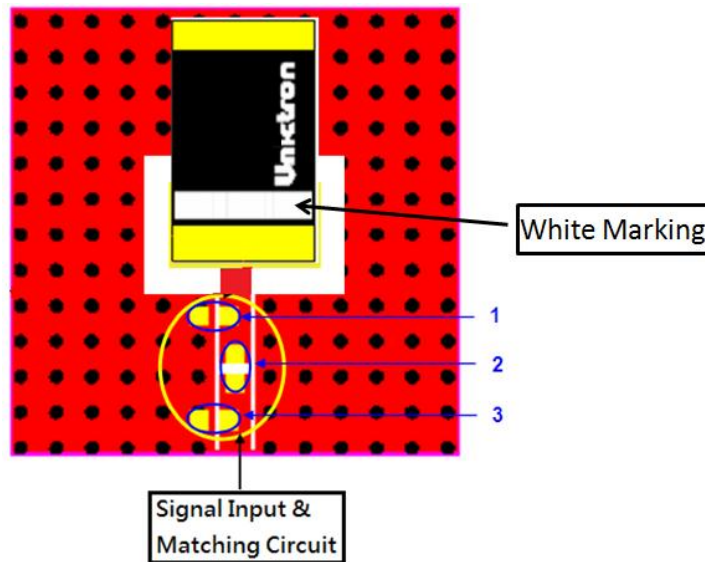 Unictron
White Marking
1
2
3
Signal Input &
Matching Circuit